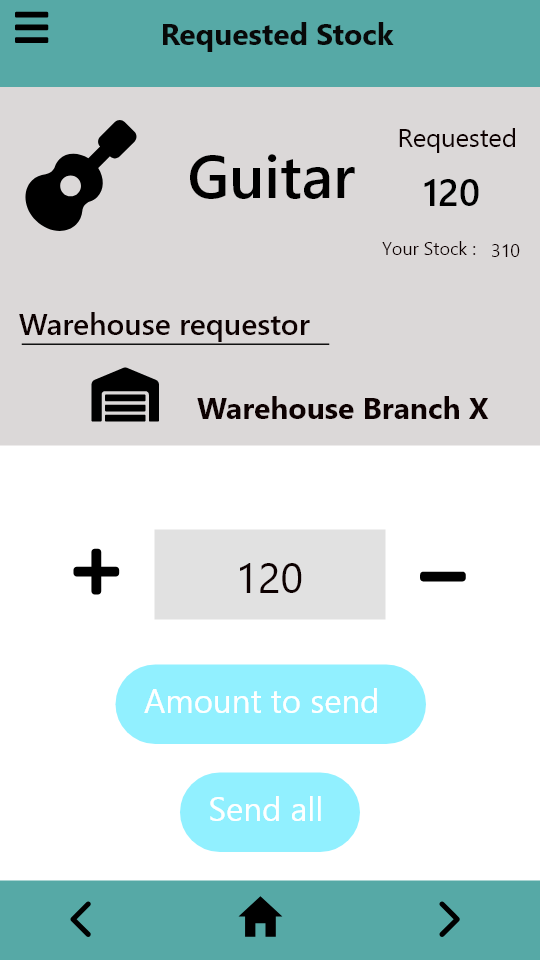 Requested Stock
Guitar
Requested
120
Your Stock : 310
Warehouse requestor
Warehouse Branch X
120
Amount to send
Send all